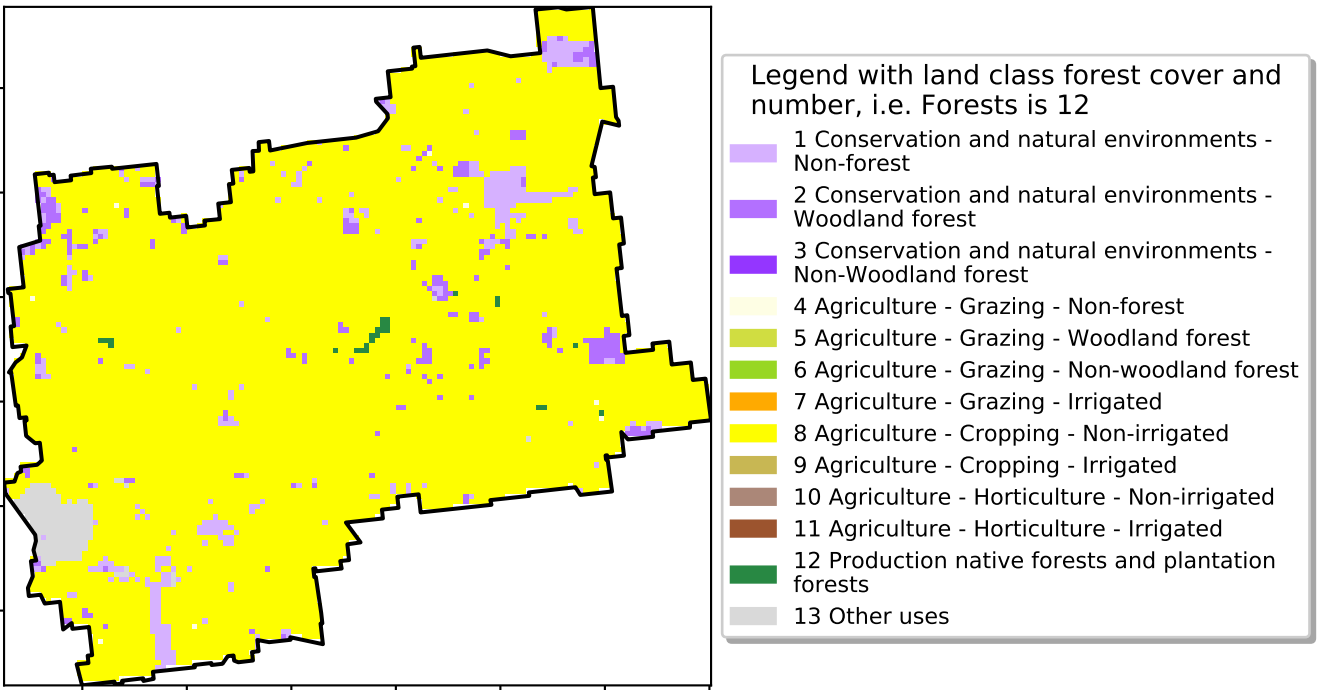 Legend with land class forest cover and
number, i.e. Forests is 12
1 Conservation and natural environments -
Non-forest
2 Conservation and natural environments -
Woodland forest
3 Conservation and natural environments -
Non-Woodland forest
4 Agriculture - Grazing - Non-forest
5 Agriculture - Grazing - Woodland forest
6 Agriculture - Grazing - Non-woodland forest
7 Agriculture - Grazing - Irrigated
8 Agriculture - Cropping - Non-irrigated
9 Agriculture - Cropping - Irrigated
10 Agriculture - Horticulture - Non-irrigated
11 Agriculture - Horticulture - Irrigated
12 Production native forests and plantation
forests
13 Other uses